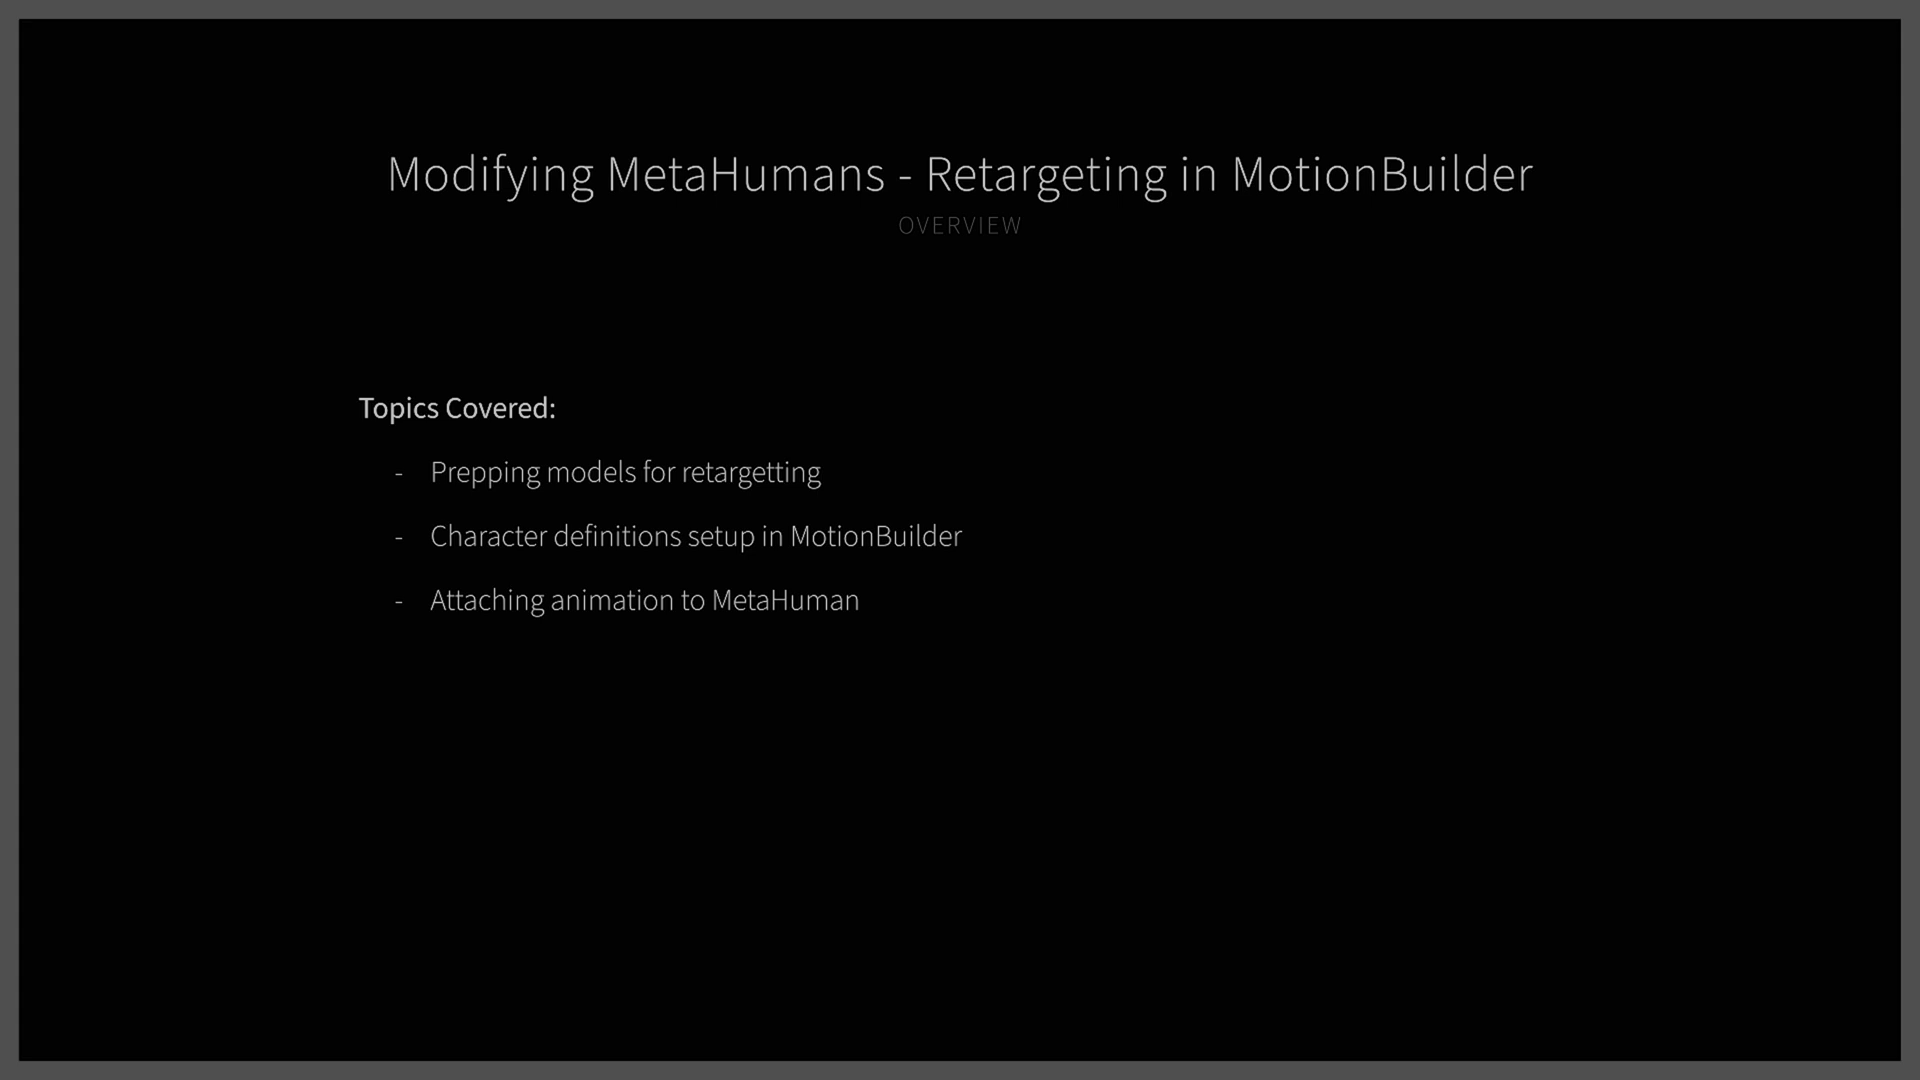 Modifying MetaHumans - Retargeting in MotionBuilder
OVERVIEW
Topics Covered:
- Prepping models for retargetting
- Character definitions setup in MotionBuilder
- Attaching animation to MetaHuman